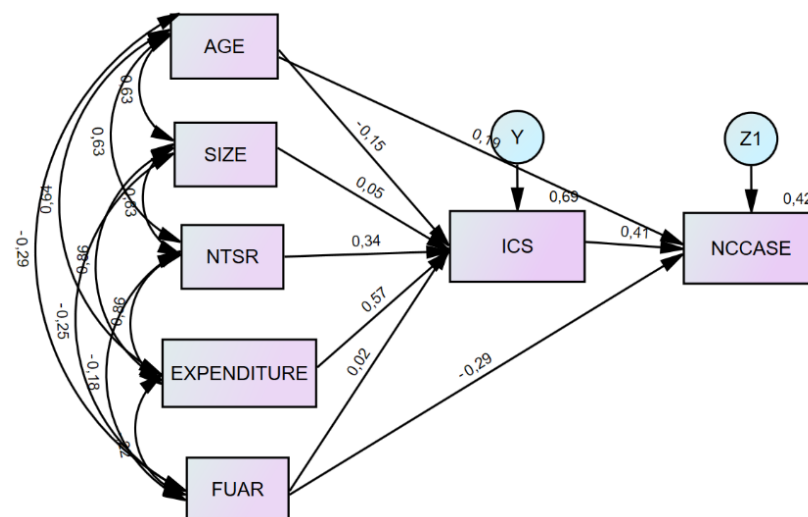 AGE
0,63
0,19
Y
Z1
-0,15
0,63
SIZE
0,05
0,69
0,42
0,64
0,63
-0,29
NTSR
0,34
ICS
0,41
NCCASE
0,86
0,86
0,57
-0,25
-0,18
EXPENDITURE
0,02
-0,29
FUAR